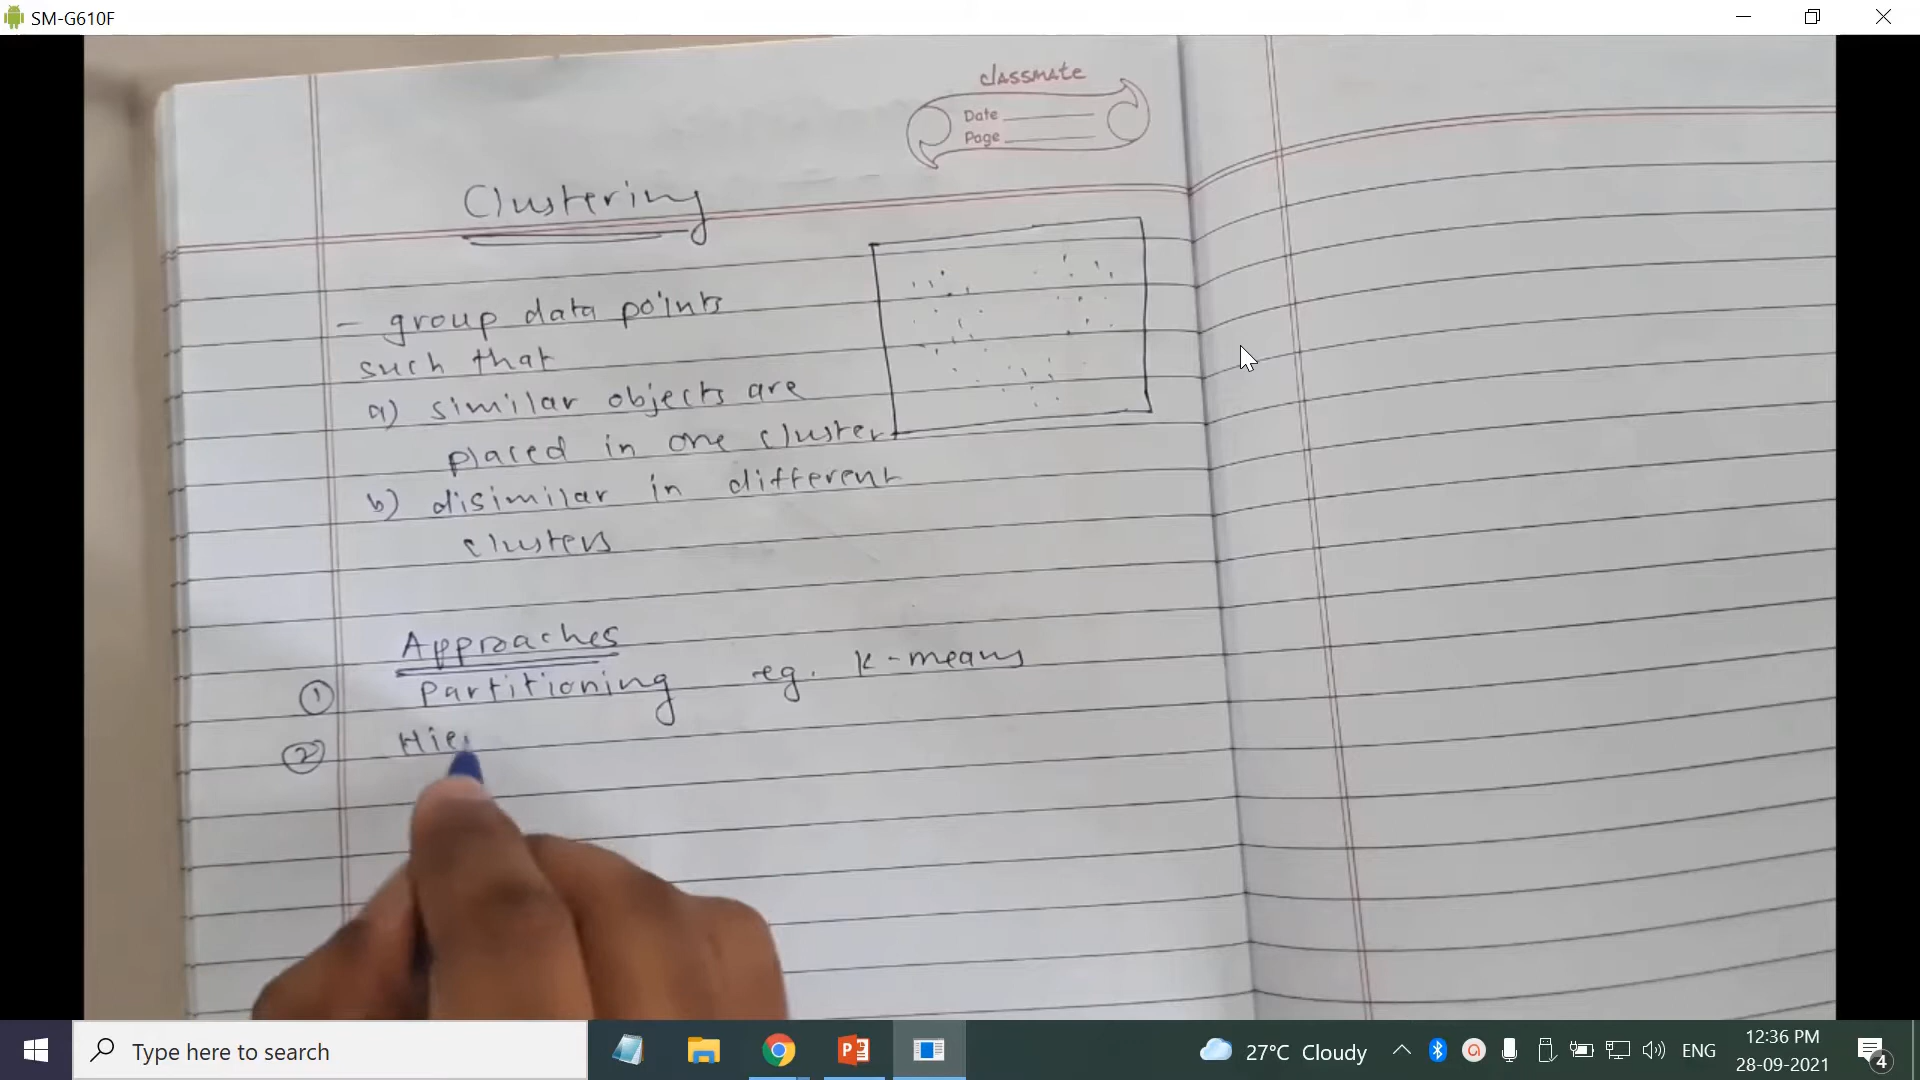 SM-G610F
classmate
Date
Page
Clustering
- group data points
such that
a) similar objects are
placed in one cluster
b) disimilar in different
clusters
Approaches
① Partitioning eg. k-means
② Hie
Type here to search
27°C Cloudy
ENG
12:36 PM
28-09-2021
4